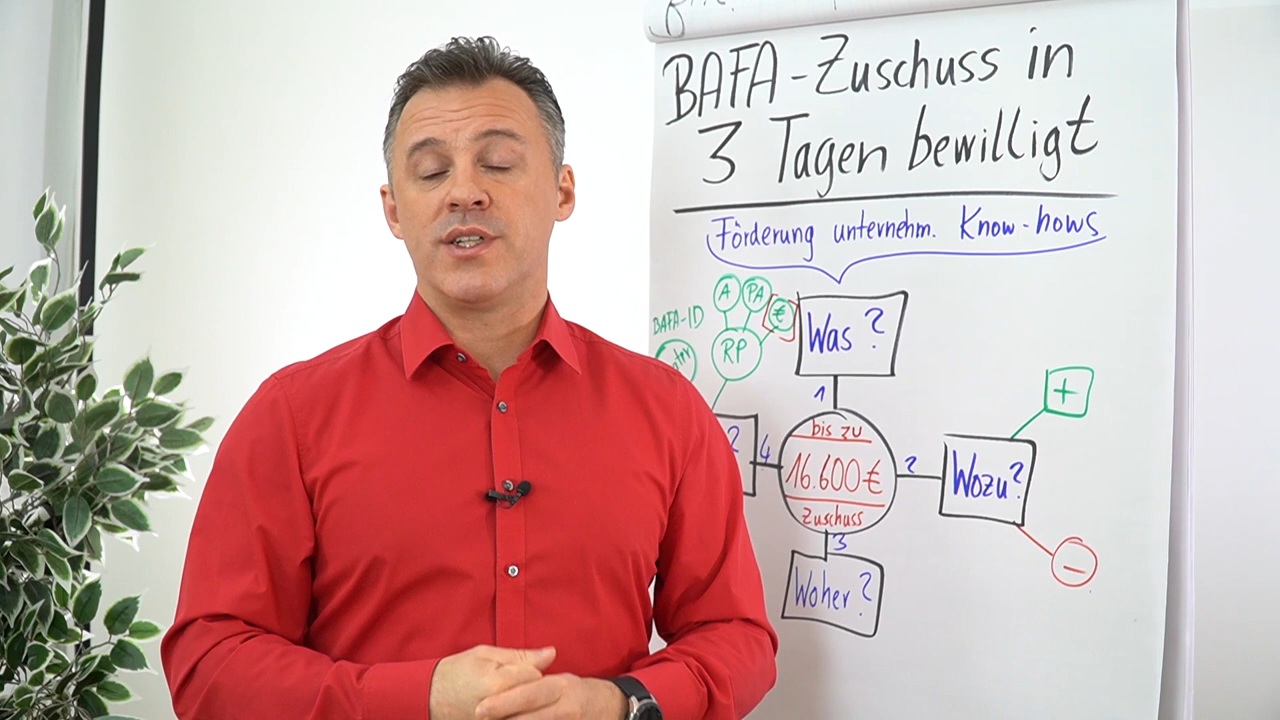 BAFA-Zuschuss in
3 Tagen bewilligt
Förderung unternehm. Know-hows
A
PA
€
BAFA-ID
RP
Was?
1
+
bis zu
16.600€
Zuschuss
?
4
2
Wozu?
3
Woher?
−